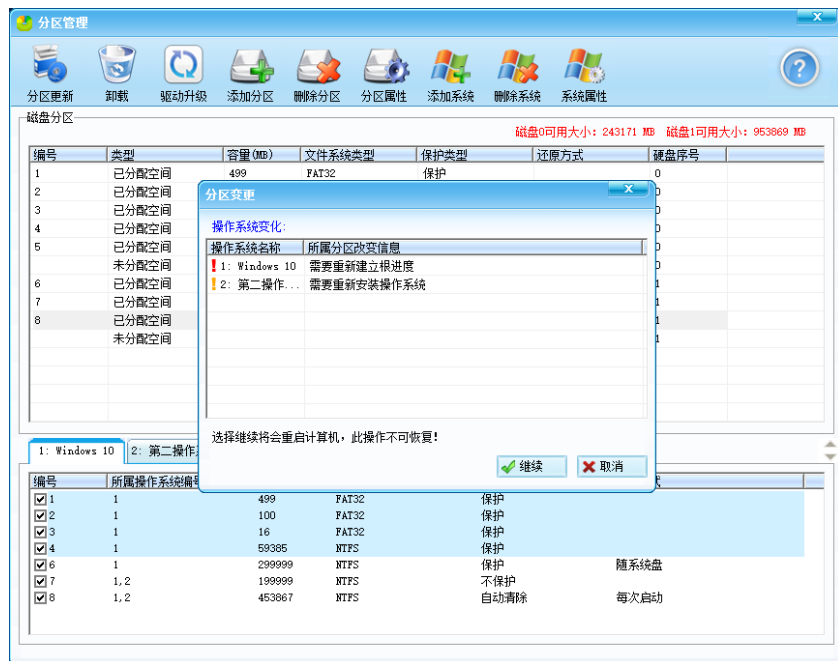 分区管理
分区更新 卸载 驱动升级 添加分区 删除分区 分区属性 添加系统 删除系统 系统属性
磁盘分区
磁盘0可用大小: 243171 MB 磁盘1可用大小: 953869 MB
编号 类型 容量(MB) 文件系统类型 保护类型 还原方式 硬盘序号
1 已分配空间 499 FAT32 保护 0
2 已分配空间
3 已分配空间
4 已分配空间
5 已分配空间
未分配空间
6 已分配空间 1
7 已分配空间 1
8 已分配空间 1
未分配空间 1
分区变更
操作系统变化:
操作系统名称 所属分区改变信息
1: Windows 10 需要重新建立根进度
2: 第二操作... 需要重新安装操作系统
选择继续将会重启计算机，此操作不可恢复!
继续 取消
1: Windows 10 2: 第二操作
编号 所属操作系统编号
1 1 499 FAT32 保护
2 1 100 FAT32 保护
3 1 16 FAT32 保护
4 1 59385 NTFS 保护
6 1 299999 NTFS 保护 随系统盘
7 1,2 199999 NTFS 不保护
8 1,2 453867 NTFS 自动清除 每次启动